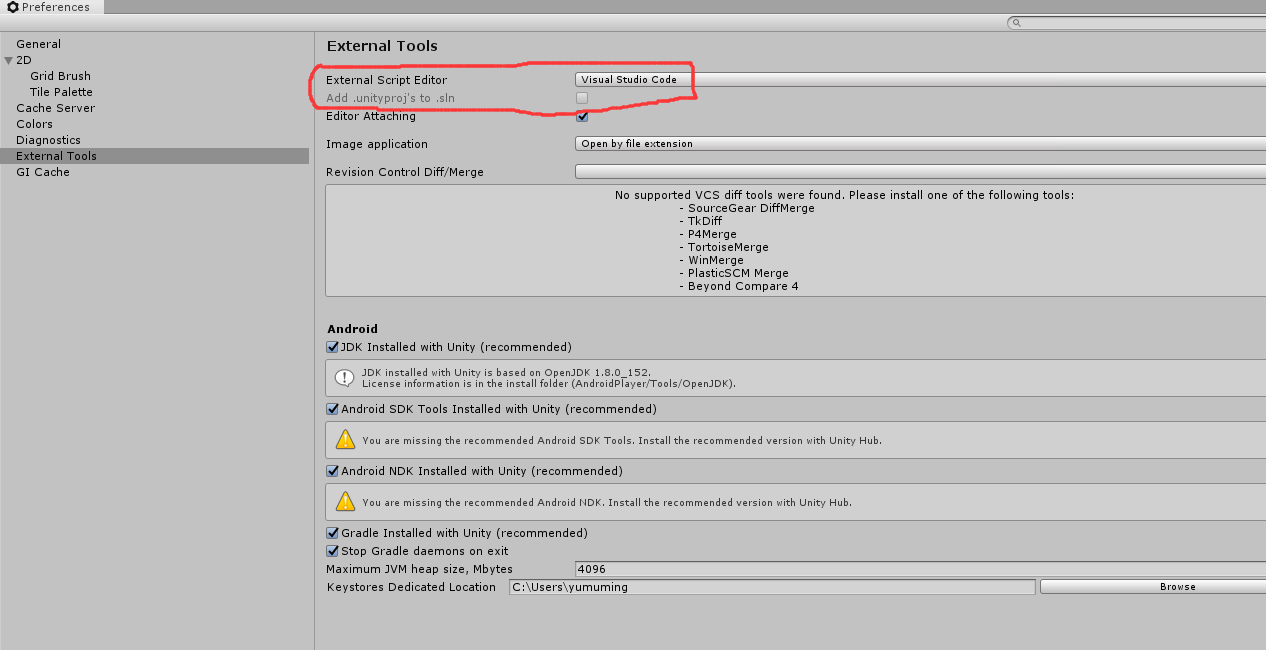 Preferences
General
2D
Grid Brush
Tile Palette
Cache Server
Colors
Diagnostics
External Tools
GI Cache
External Tools
External Script Editor Visual Studio Code
Add .unityproj's to .sln
Editor Attaching
Image application Open by file extension
Revision Control Diff/Merge
No supported VCS diff tools were found. Please install one of the following tools:
- SourceGear DiffMerge
- TkDiff
- P4Merge
- TortoiseMerge
- WinMerge
- PlasticSCM Merge
- Beyond Compare 4
Android
JDK Installed with Unity (recommended)
JDK installed with Unity is based on OpenJDK 1.8.0_152.
License information is in the install folder (AndroidPlayer/Tools/OpenJDK).
Android SDK Tools Installed with Unity (recommended)
You are missing the recommended Android SDK Tools. Install the recommended version with Unity Hub.
Android NDK Installed with Unity (recommended)
You are missing the recommended Android NDK. Install the recommended version with Unity Hub.
Gradle Installed with Unity (recommended)
Stop Gradle daemons on exit
Maximum JVM heap size, Mbytes 4096
Keystores Dedicated Location C:\Users\yumuming Browse